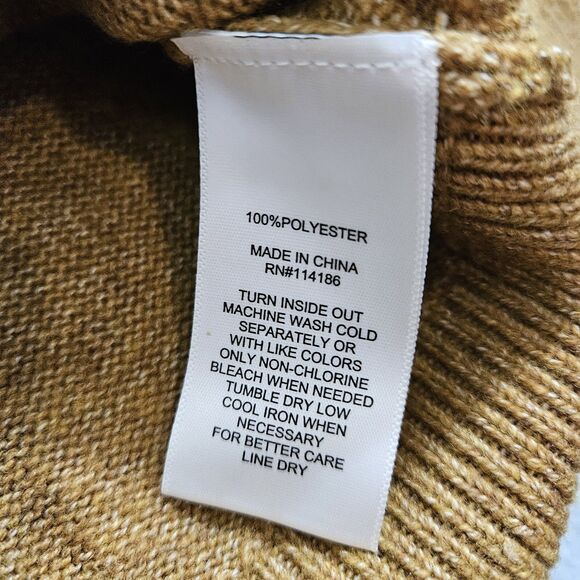 100%POLYESTER
MADE IN CHINA
RN#114186
TURN INSIDE OUT
MACHINE WASH COLD
SEPARATELY OR
WITH LIKE COLORS
ONLY NON-CHLORINE
BLEACH WHEN NEEDED
TUMBLE DRY LOW
COOL IRON WHEN
NECESSARY
FOR BETTER CARE
LINE DRY